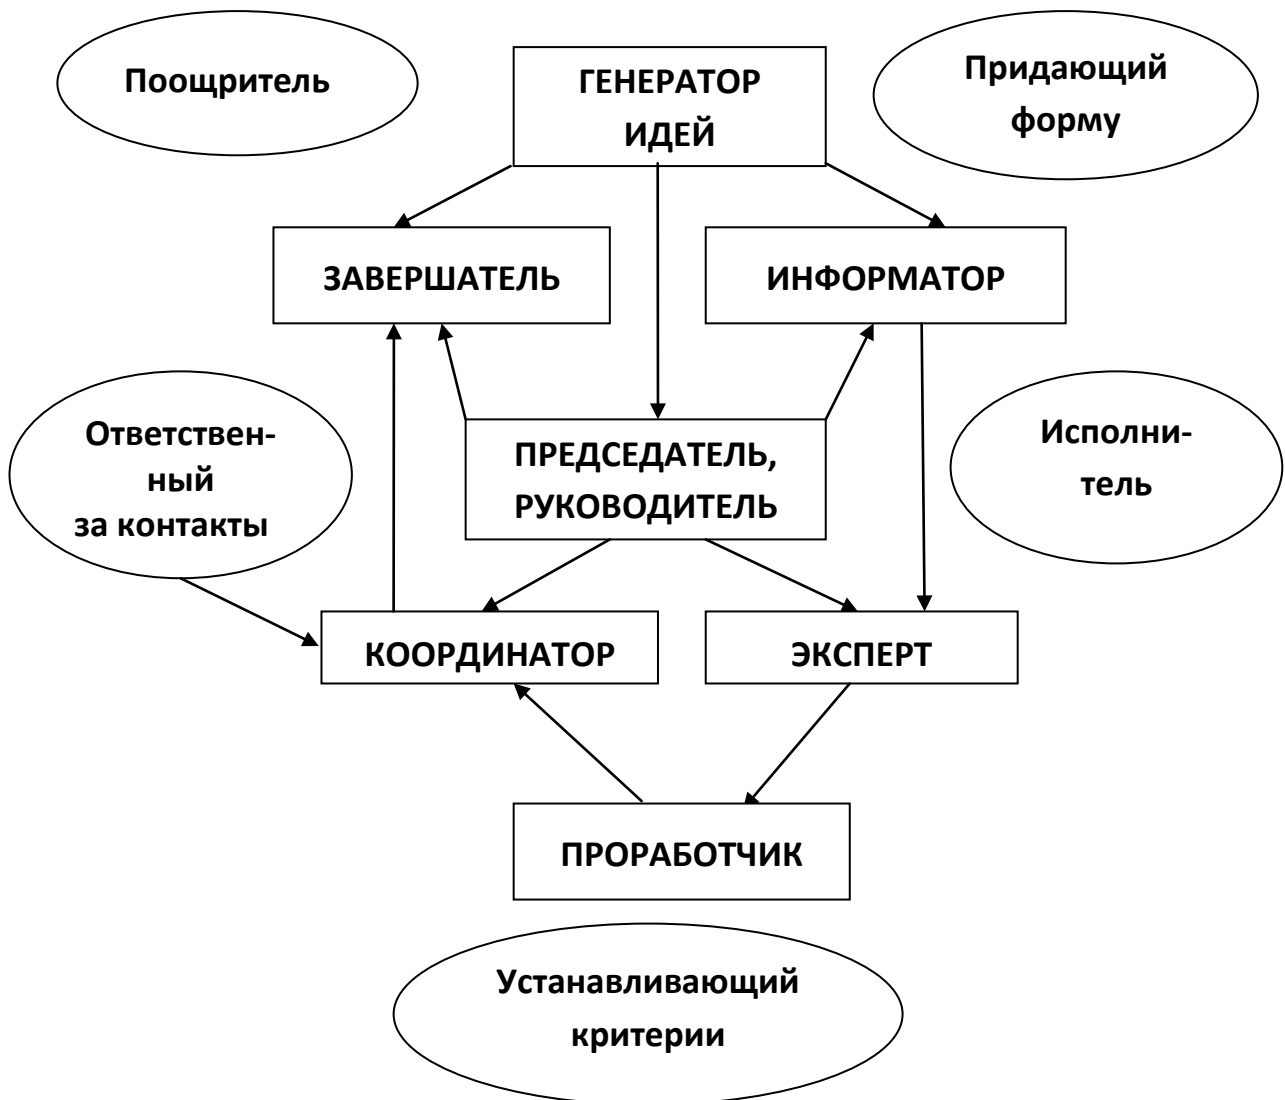 Поощритель
ГЕНЕРАТОР
ИДЕЙ
Придающий
форму
ЗАВЕРШАТЕЛЬ
ИНФОРМАТОР
Ответствен-
ный
за контакты
ПРЕДСЕДАТЕЛЬ,
РУКОВОДИТЕЛЬ
Исполни-
тель
КООРДИНАТОР
ЭКСПЕРТ
ПРОРАБОТЧИК
Устанавливающий
критерии